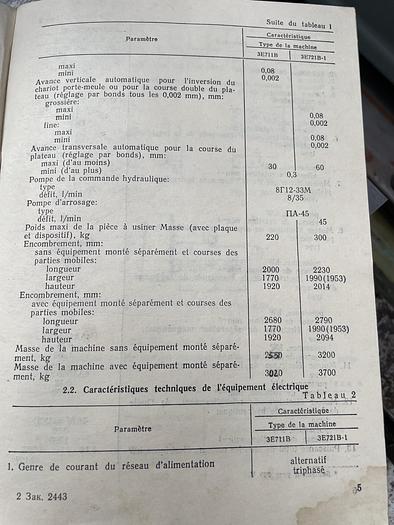 Suite du tableau 1
Paramètre
Caractéristique
Type de la machine
3E711B 3E721B-1
maxi 0,08
mini 0,002
Avance verticale automatique pour l'inversion du
chariot porte-meule ou pour la course double du pla-
teau (réglage par bonds tous les 0,002 mm), mm:
grossière:
maxi 0,08
mini 0,002
fine:
maxi 0,08
mini 0,002
Avance transversale automatique pour la course du
plateau (réglage par bonds), mm:
maxi (d'au moins) 30 60
mini (d'au plus) 0,3
Pompe de la commande hydraulique:
type 8Г12-33М
défit, l/min 8/35
Pompe d'arrosage:
type ПА-45
défit, l/min 45
Poids maxi de la pièce à usiner Masse (avec plaque
et dispositif), kg 220 300
Encombrement, mm:
sans équipement monté séparément et courses des
parties mobiles:
longueur 2000 2230
largeur 1770 1990(1953)
hauteur 1920 2014
Encombrement, mm:
avec équipement monté séparément et courses des
parties mobiles:
longueur 2680 2790
largeur 1770 1990(1953)
hauteur 1920 2094
Masse de la machine sans équipement monté séparé-
ment, kg 3200
Masse de la machine avec équipement monté séparé-
ment, kg 3700
2.2. Caractéristiques techniques de l'équipement électrique
Tableau 2
Paramètre
Caractéristique
Type de la machine
3E711B 3E721B-1
1. Genre de courant du réseau d'alimentation alternatif
triphasé
2 Зак. 2443
5